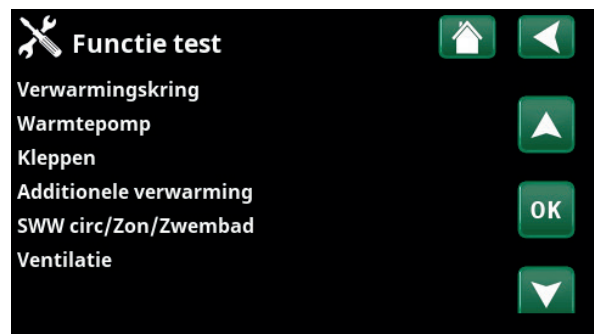 Functie test
Verwarmingskring
Warmtepomp
Kleppen
Additionele verwarming
SWW circ/Zon/Zwembad
Ventilatie
OK